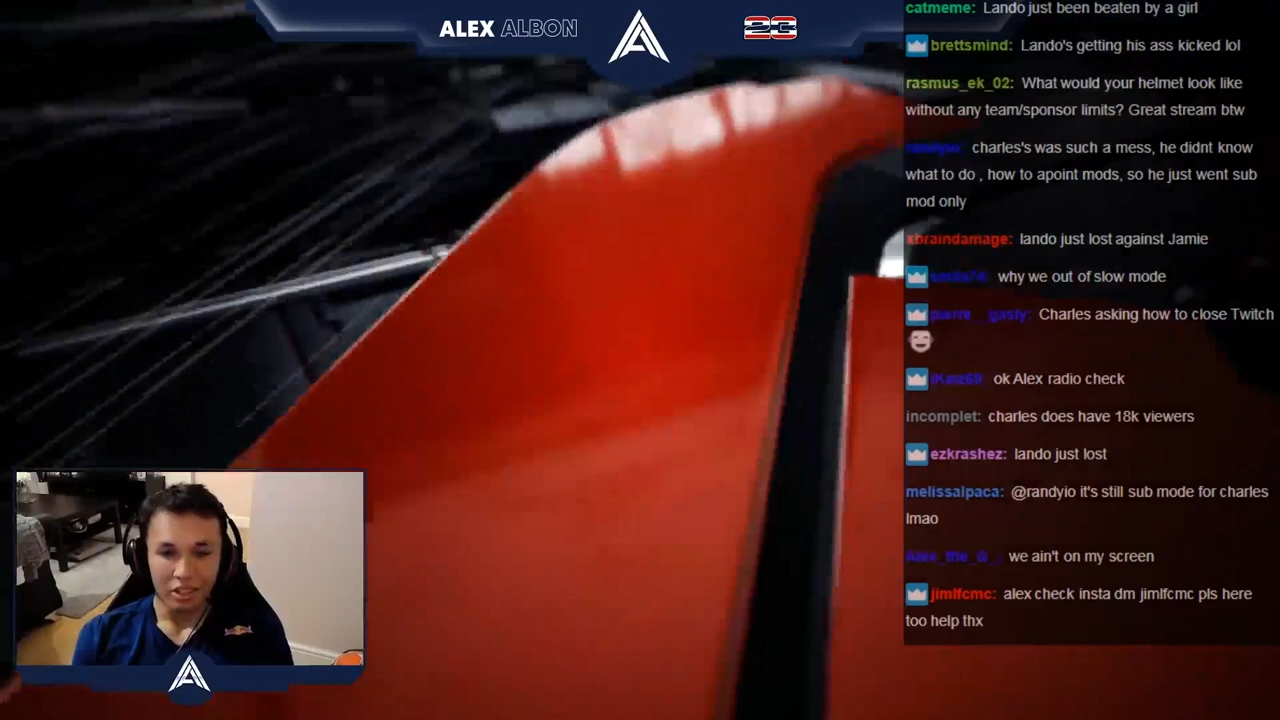 ALEX ALBON
23
catmeme: Lando just been beaten by a girl
brettsmind: Lando's getting his ass kicked lol
rasmus_ek_02: What would your helmet look like
without any team/sponsor limits? Great stream btw
charles's was such a mess, he didnt know
what to do , how to apoint mods, so he just went sub
mod only
xbraindamage: lando just lost against Jamie
why we out of slow mode
pierre__gasly: Charles asking how to close Twitch
ok Alex radio check
incomplet: charles does have 18k viewers
ezkrashez: lando just lost
melissalpaca: @randyio it's still sub mode for charles
lmao
we ain't on my screen
jimlfcmc: alex check insta dm jimlfcmc pls here
too help thx